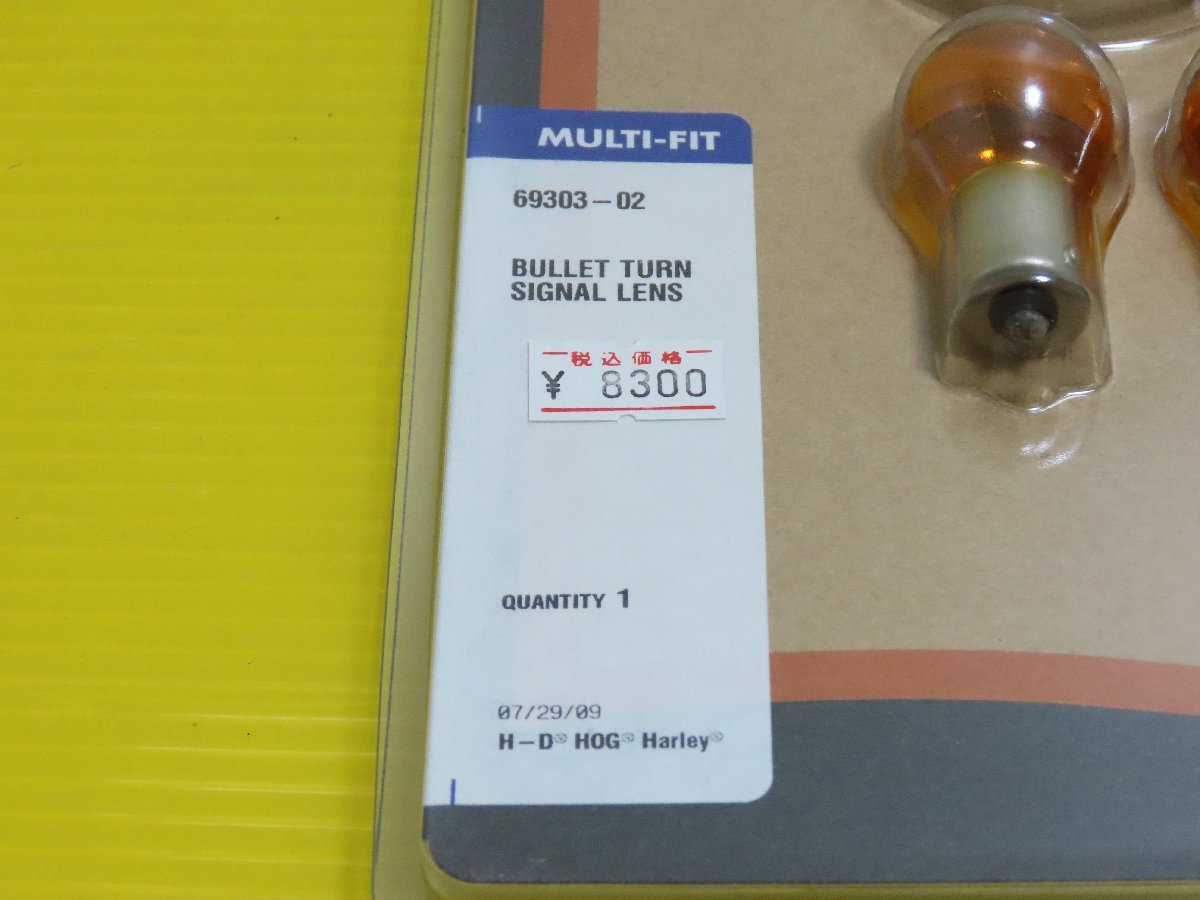 MULTI-FIT
69303-02
BULLET TURN
SIGNAL LENS
税込価格
¥ 8300
QUANTITY 1
07/29/09
H-D® HOG® Harley®